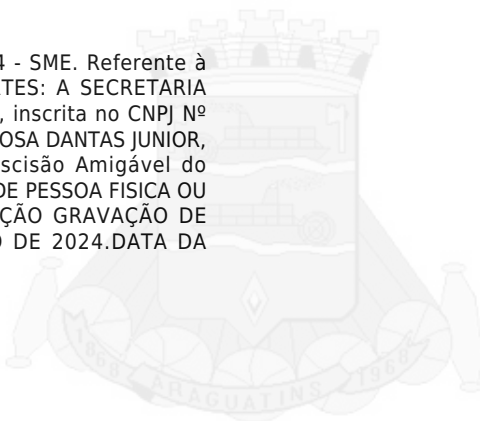 4 - SME. Referente à
TES: A SECRETARIA
, inscrita no CNPJ Nº
OSA DANTAS JUNIOR,
scisão Amigável do
DE PESSOA FISICA OU
ÇÃO GRAVAÇÃO DE
O DE 2024.DATA DA
1868 ARAGUATINS 1968